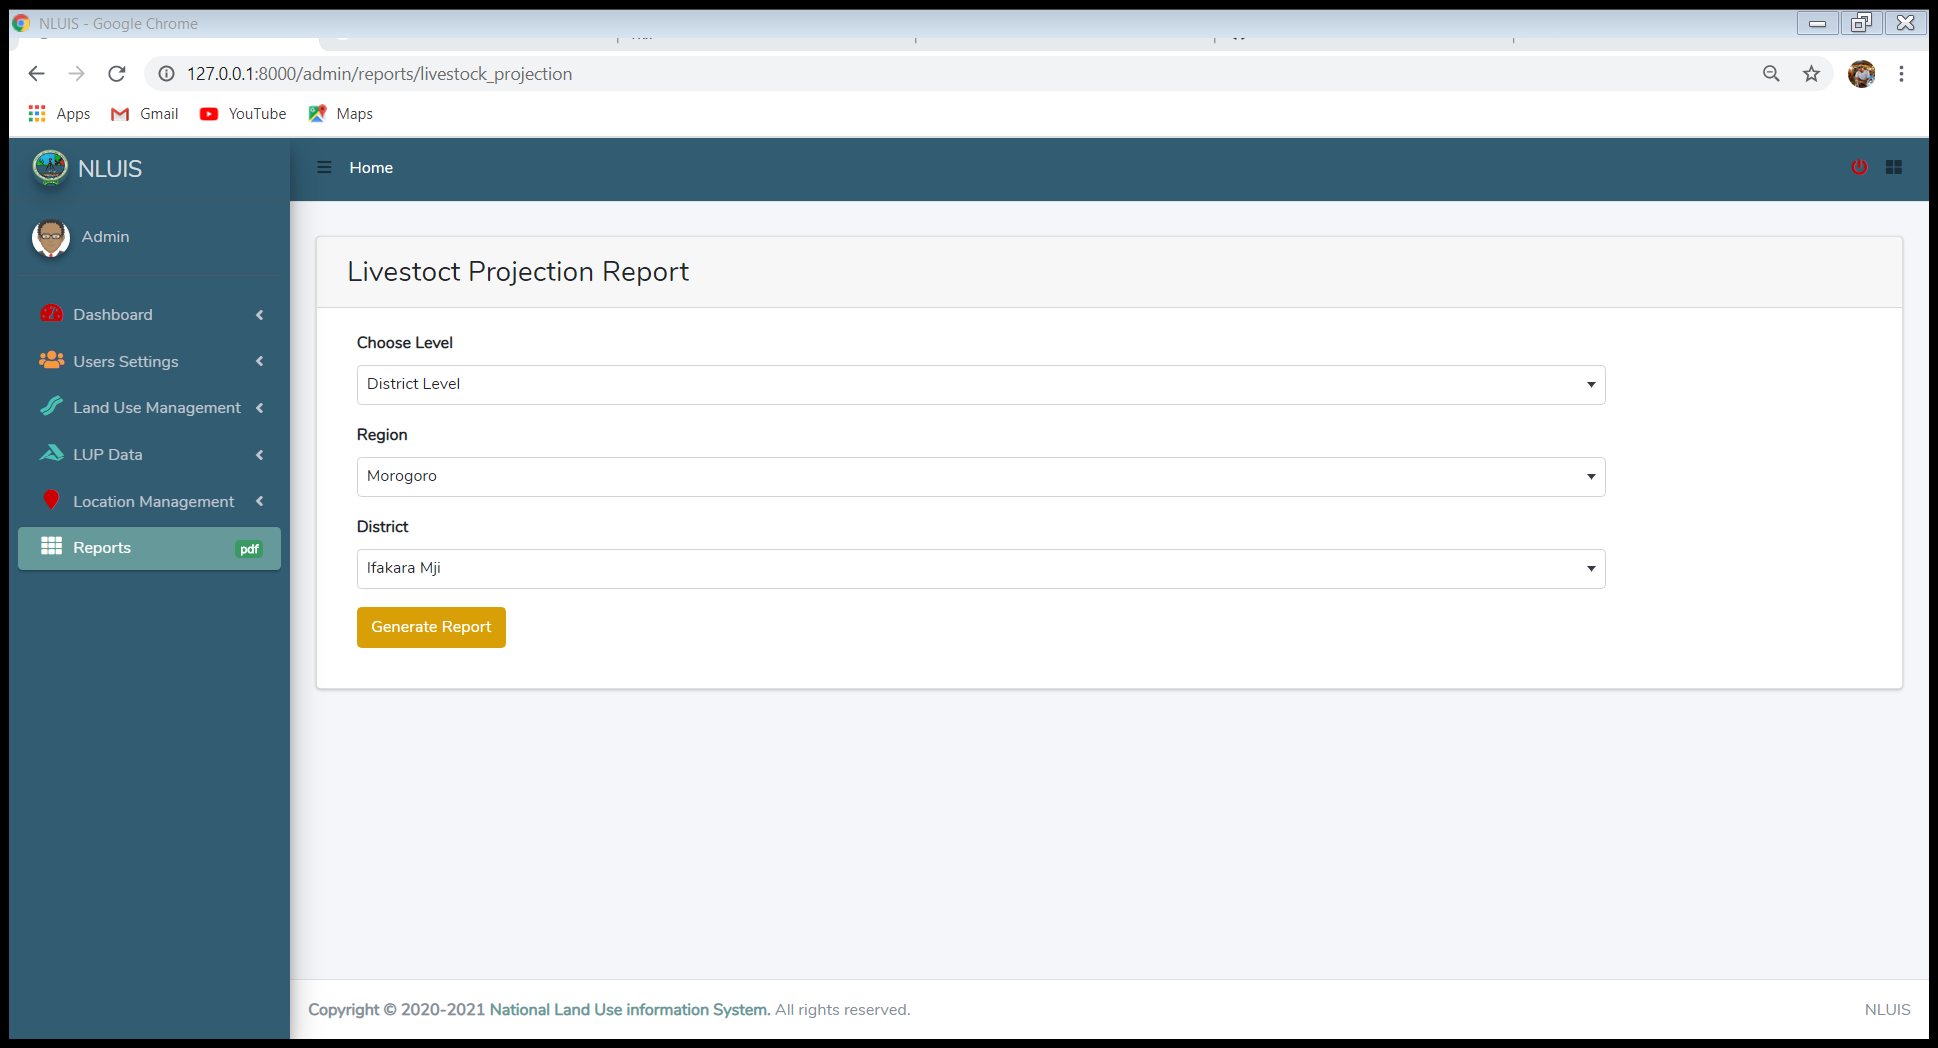 NLUIS - Google Chrome
127.0.0.1:8000/admin/reports/livestock_projection
Apps Gmail YouTube Maps
NLUIS
Home
Admin
Dashboard
Users Settings
Land Use Management
LUP Data
Location Management
Reports pdf
Livestoct Projection Report
Choose Level
District Level
Region
Morogoro
District
Ifakara Mji
Generate Report
Copyright © 2020-2021 National Land Use information System. All rights reserved.
NLUIS